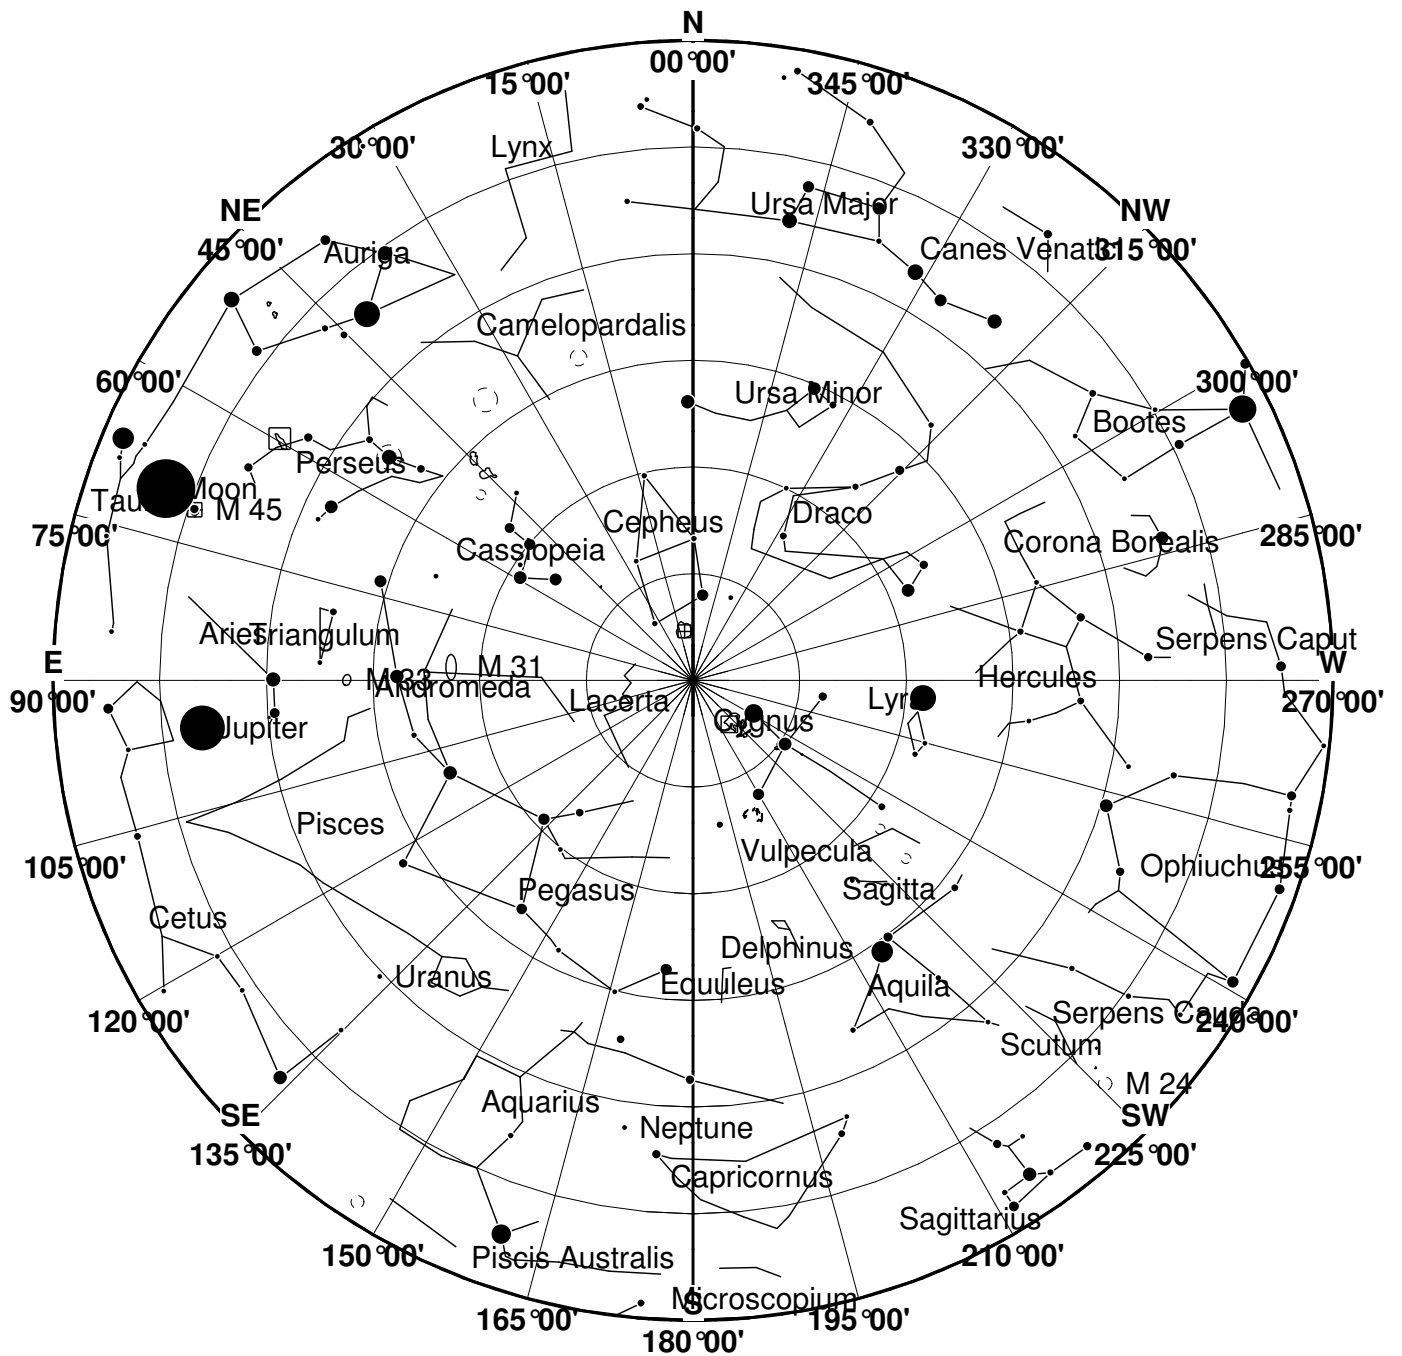 N
00°00'
15°00'
345°00'
Lynx
30°00'
330°00'
Ursa Major
NE
NW
45°00'
Auriga
Canes Venatici
315°00'
Camelopardalis
60°00'
Ursa Minor
300°00'
Bootes
Perseus
Moon
M 45
75°00'
Cepheus
Draco
Corona Borealis
285°00'
Cassiopeia
Aries
Triangulum
Serpens Caput
E
M 31
W
M 33
Andromeda
Hercules
90°00'
Lacerta
Lyra
270°00'
Jupiter
Cygnus
Pisces
Vulpecula
105°00'
Ophiuchus
255°00'
Pegasus
Sagitta
Cetus
Delphinus
Uranus
Equuleus
Aquila
120°00'
Serpens Cauda
240°00'
Scutum
M 24
Aquarius
SE
Neptune
SW
135°00'
225°00'
Capricornus
Sagittarius
150°00'
Piscis Australis
210°00'
Microscopium
S
165°00'
195°00'
180°00'